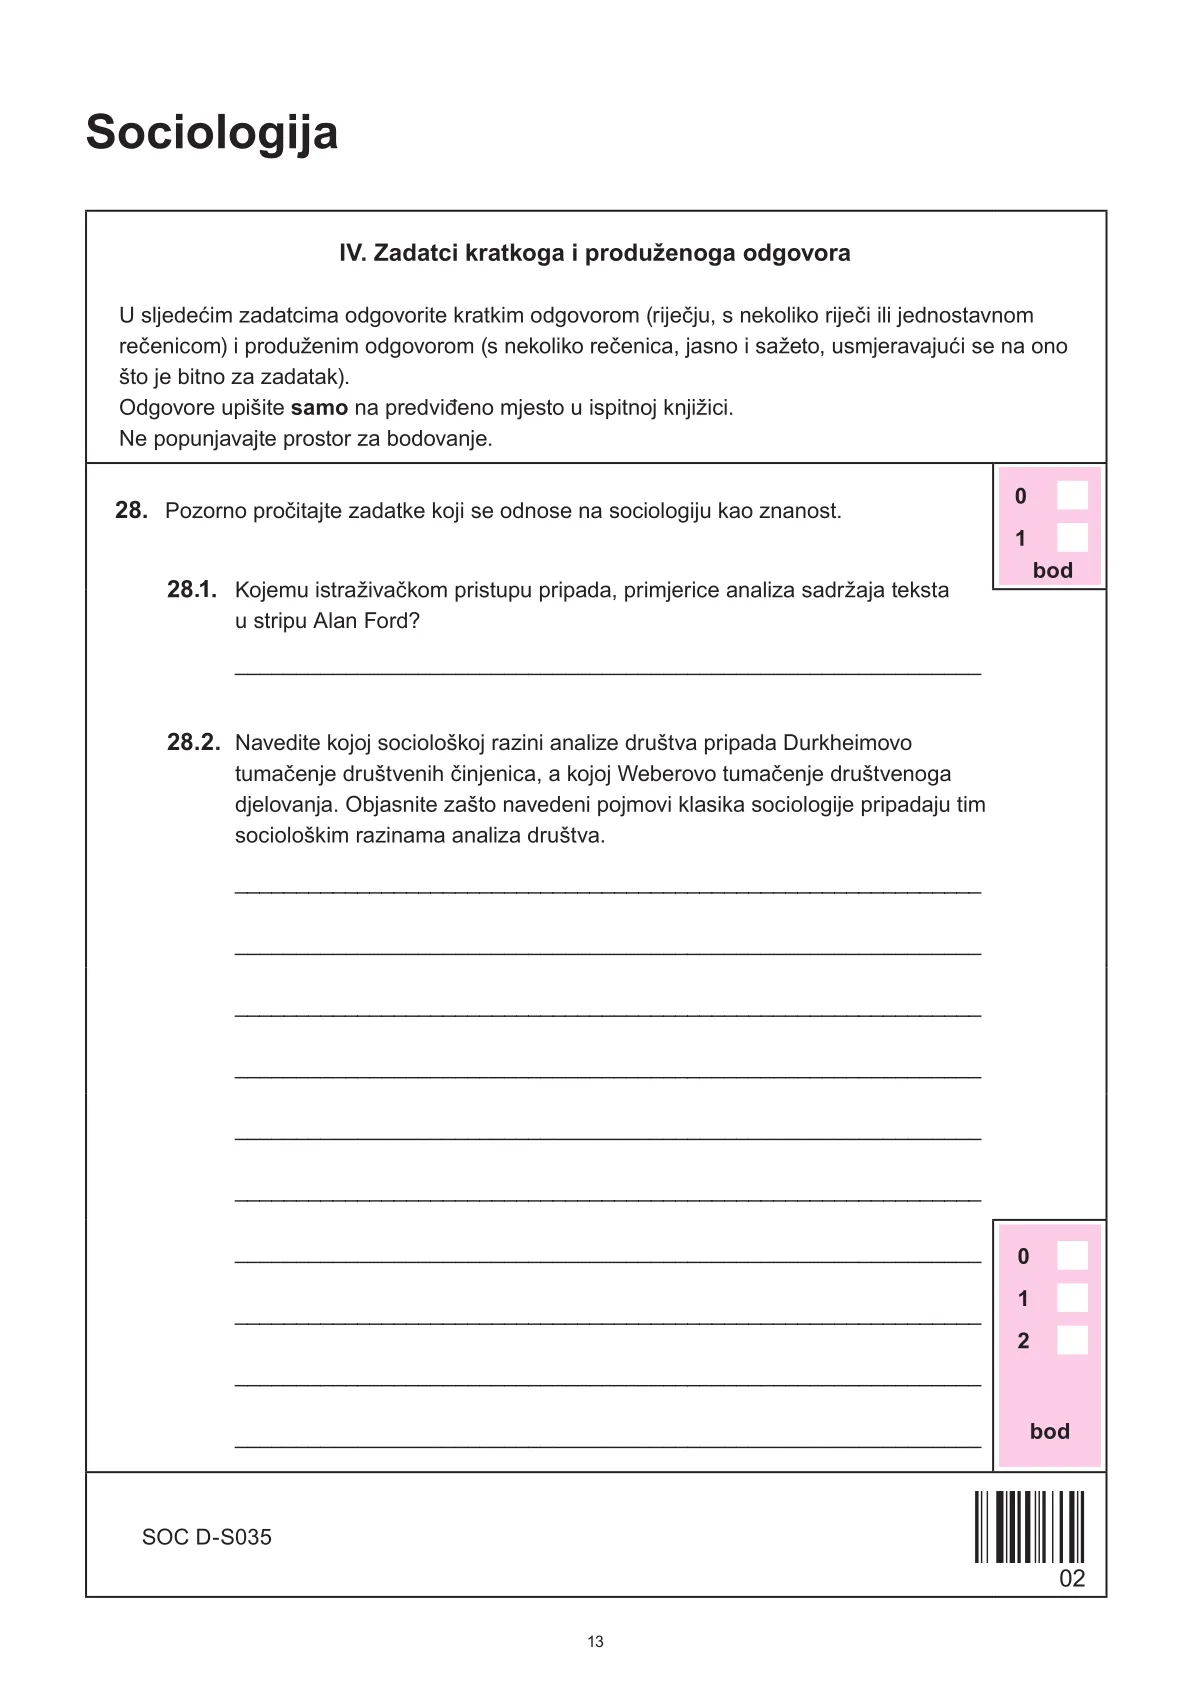 Sociologija
IV. Zadatci kratkoga i produženoga odgovora
U sljedećim zadatcima odgovorite kratkim odgovorom (riječju, s nekoliko riječi ili jednostavnom
rečenicom) i produženim odgovorom (s nekoliko rečenica, jasno i sažeto, usmjeravajući se na ono
što je bitno za zadatak).
Odgovore upišite samo na predviđeno mjesto u ispitnoj knjižici.
Ne popunjavajte prostor za bodovanje.
28. Pozorno pročitajte zadatke koji se odnose na sociologiju kao znanost.
0
1
bod
28.1. Kojemu istraživačkom pristupu pripada, primjerice analiza sadržaja teksta
u stripu Alan Ford?
28.2. Navedite kojoj sociološkoj razini analize društva pripada Durkheimovo
tumačenje društvenih činjenica, a kojoj Weberovo tumačenje društvenoga
djelovanja. Objasnite zašto navedeni pojmovi klasika sociologije pripadaju tim
sociološkim razinama analiza društva.
0
1
2
bod
SOC D-S035
02
13